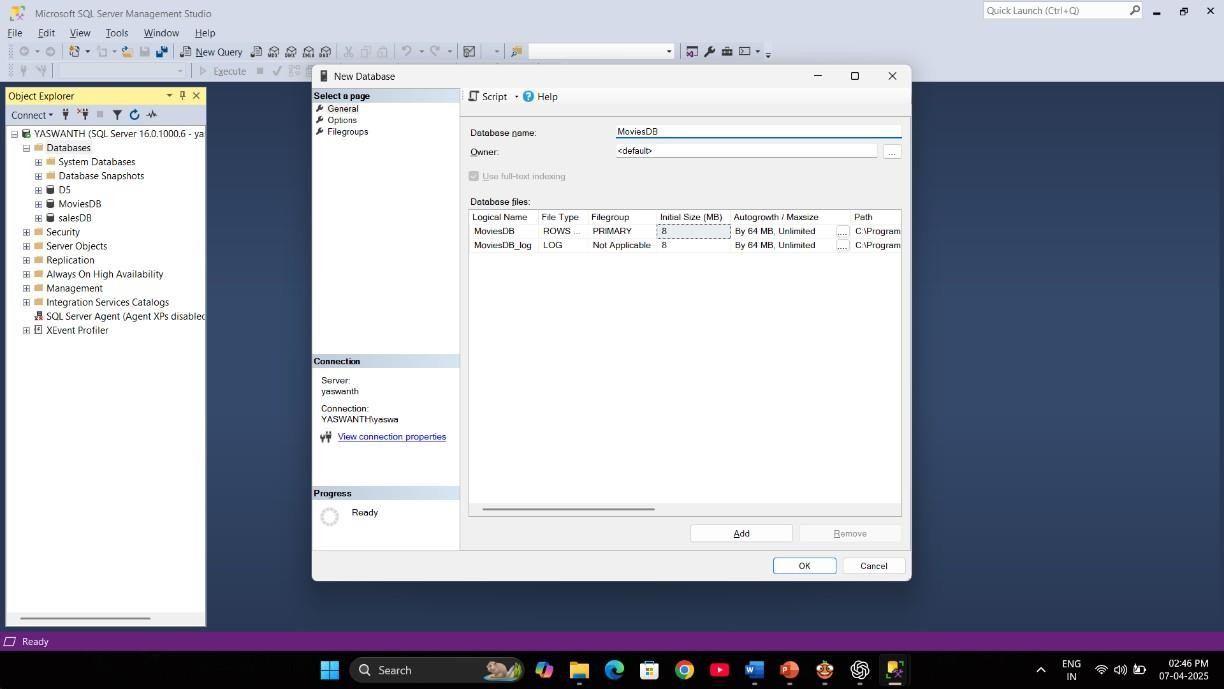 Microsoft SQL Server Management Studio
Quick Launch (Ctrl+Q)
File Edit View Tools Window Help
New Query
Execute
Object Explorer
Connect
YASWANTH (SQL Server 16.0.1000.6 - ya
Databases
System Databases
Database Snapshots
D5
MoviesDB
salesDB
Security
Server Objects
Replication
Always On High Availability
Management
Integration Services Catalogs
SQL Server Agent (Agent XPs disabled
XEvent Profiler
New Database
Select a page
General
Options
Filegroups
Connection
Server:
yaswanth
Connection:
YASWANTH\yaswa
View connection properties
Progress
Ready
Script Help
Database name: MoviesDB
Owner: <default> ...
Use full-text indexing
Database files:
Logical Name File Type Filegroup Initial Size (MB) Autogrowth / Maxsize Path
MoviesDB ROWS ... PRIMARY 8 By 64 MB, Unlimited ... C:\Program
MoviesDB_log LOG Not Applicable 8 By 64 MB, Unlimited ... C:\Program
Add Remove
OK Cancel
Ready
Search
ENG
IN
02:46 PM
07-04-2025